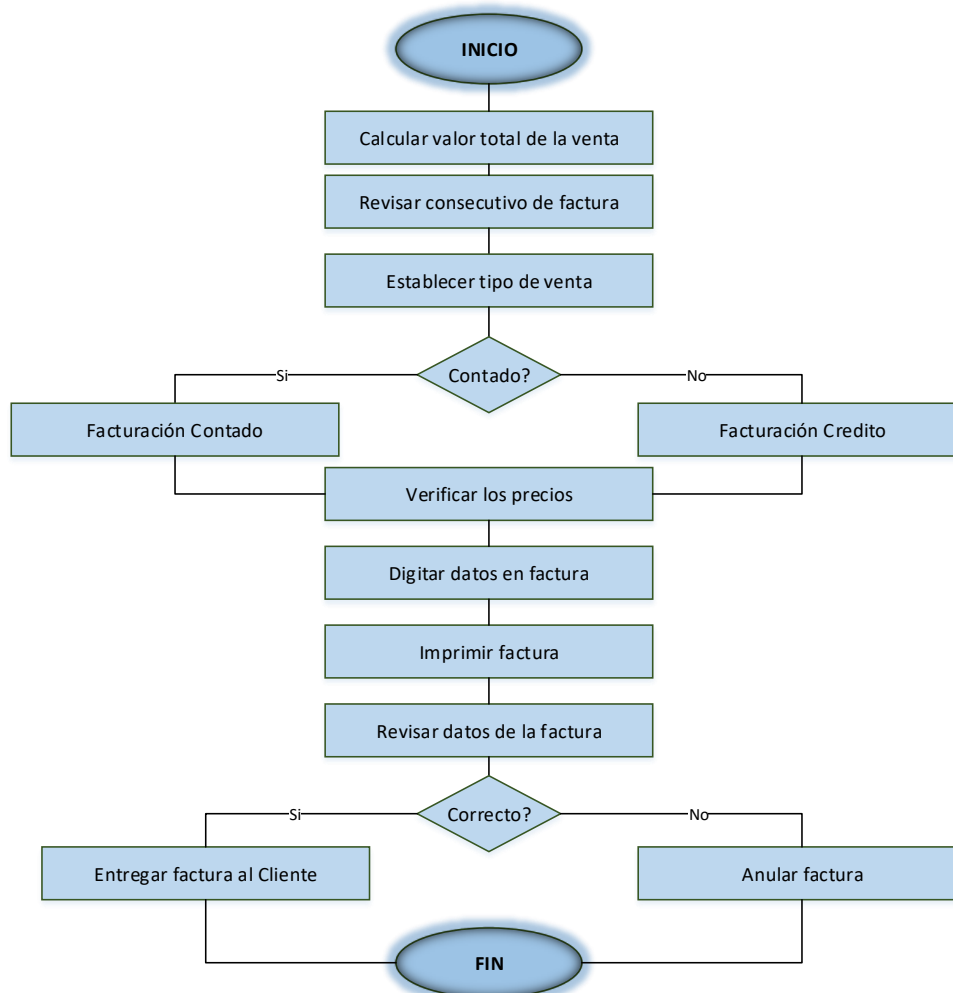 INICIO
Calcular valor total de la venta
Revisar consecutivo de factura
Establecer tipo de venta
Contado?
Si
No
Facturación Contado
Facturación Credito
Verificar los precios
Digitar datos en factura
Imprimir factura
Revisar datos de la factura
Correcto?
Si
No
Entregar factura al Cliente
Anular factura
FIN